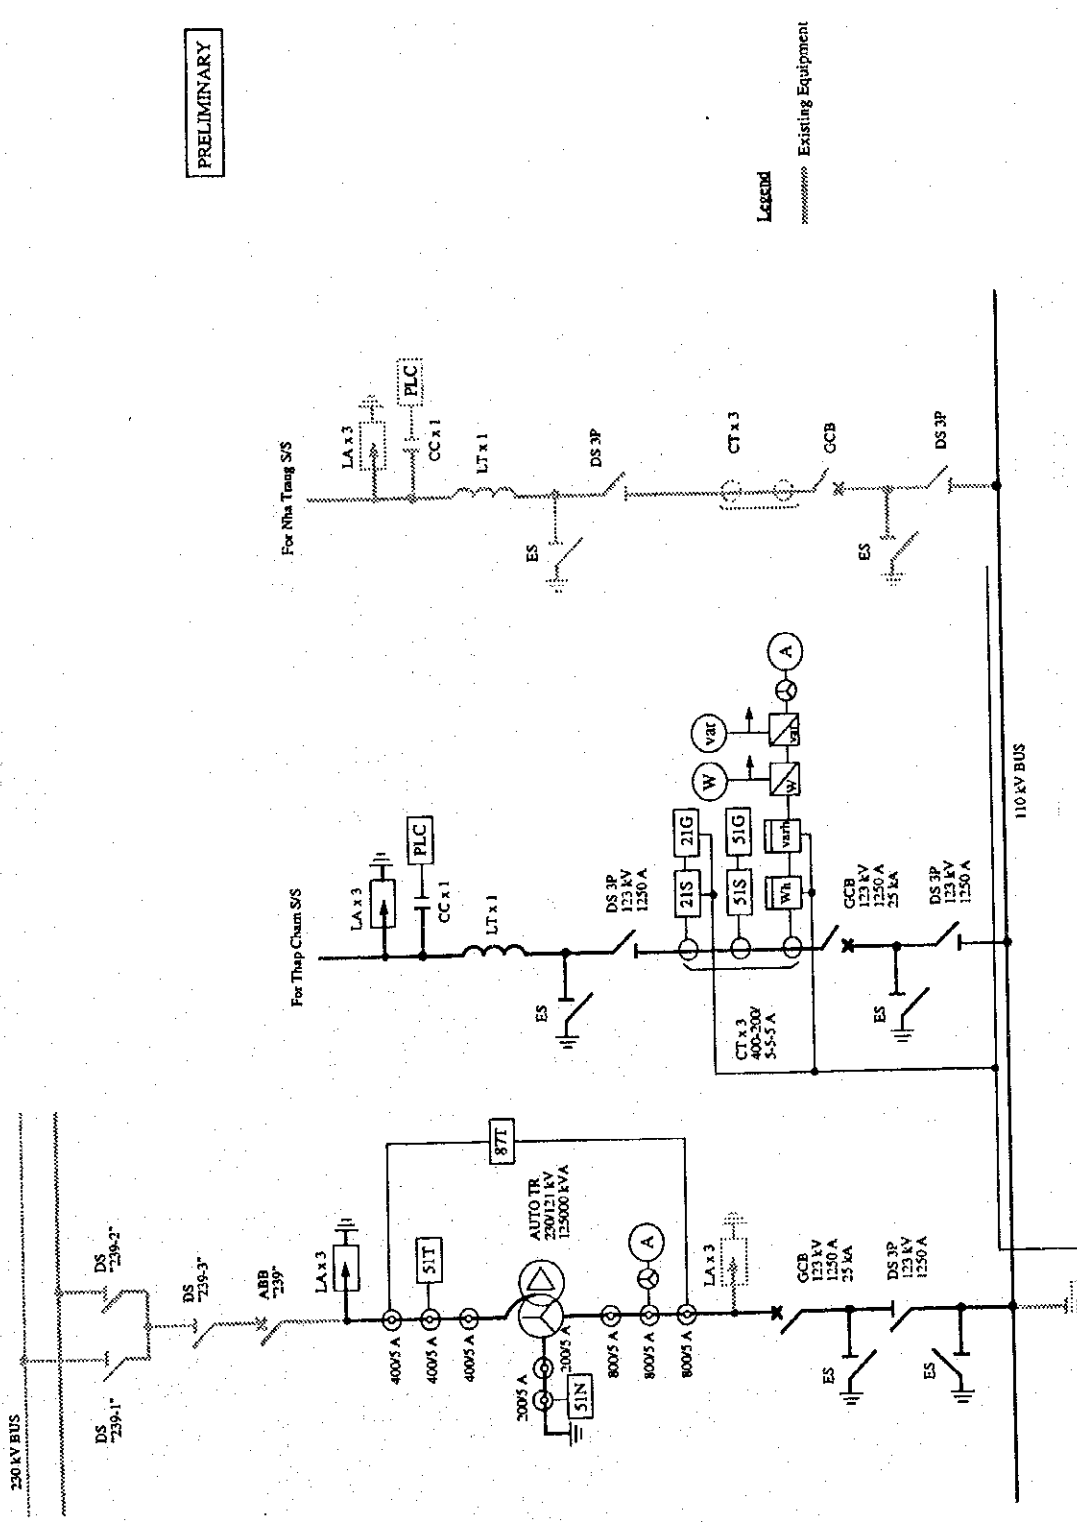 PRELIMINARY
Legend
Existing Equipment
230 kV BUS
DS
"239-1"
DS
"239-2"
DS
"239-3"
ABB
"239"
LA x 3
400/5 A
400/5 A
400/5 A
51T
87T
AUTO TR
230/121 kV
125000 kVA
200/5 A
200/5 A
51N
800/5 A
800/5 A
800/5 A
A
LA x 3
GCB
123 kV
1250 A
25 kA
ES
DS 3P
123 kV
1250 A
ES
For Thap Cham S/S
LA x 3
PLC
CC x 1
LT x 1
ES
DS 3P
123 kV
1250 A
21S
21G
51S
51G
Wh
varh
W
var
W
var
A
CT x 3
400-200/
5-5-5 A
GCB
123 kV
1250 A
25 kA
ES
DS 3P
123 kV
1250 A
110 kV BUS
For Nha Trang S/S
LA x 3
PLC
CC x 1
LT x 1
ES
DS 3P
CT x 3
GCB
ES
DS 3P